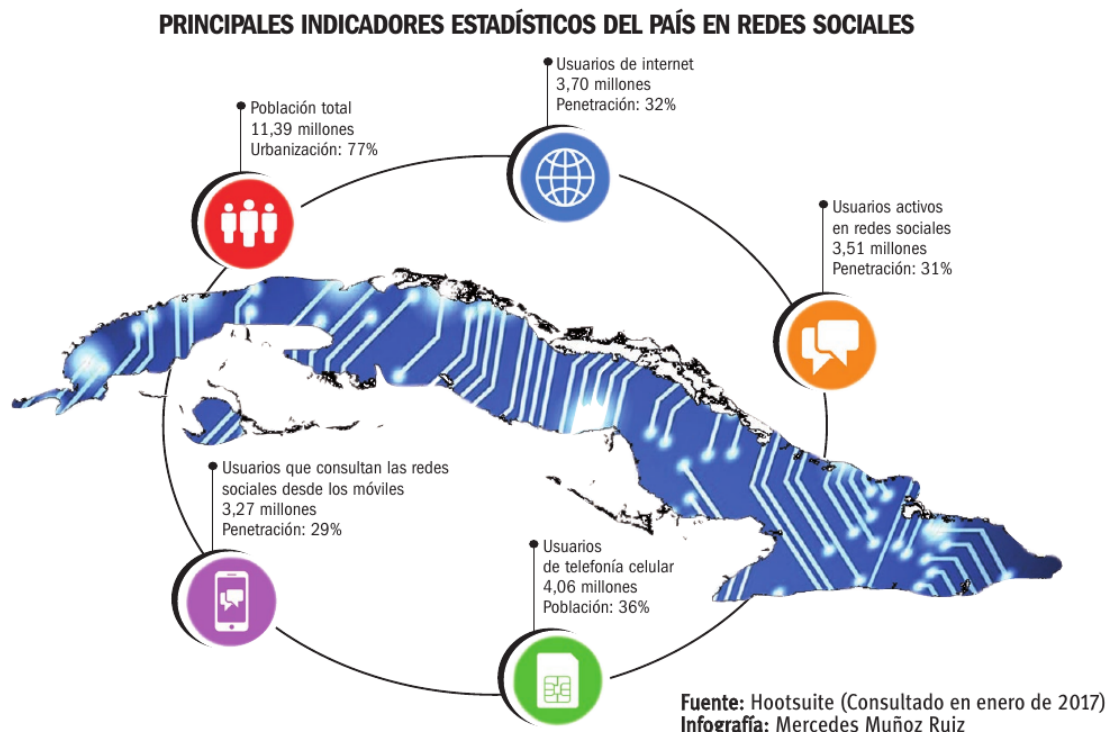 PRINCIPALES INDICADORES ESTADÍSTICOS DEL PAÍS EN REDES SOCIALES
Población total
11,39 millones
Urbanización: 77%
Usuarios de internet
3,70 millones
Penetración: 32%
Usuarios activos
en redes sociales
3,51 millones
Penetración: 31%
Usuarios que consultan las redes
sociales desde los móviles
3,27 millones
Penetración: 29%
Usuarios
de telefonía celular
4,06 millones
Población: 36%
Fuente: Hootsuite (Consultado en enero de 2017)
Infografía: Mercedes Muñoz Ruiz